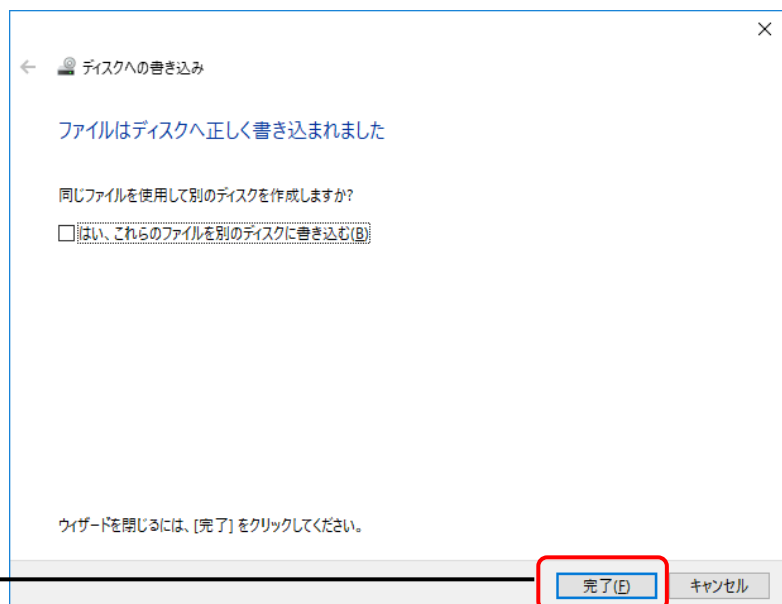 ディスクへの書き込み
ファイルはディスクへ正しく書き込まれました
同じファイルを使用して別のディスクを作成しますか?
はい、これらのファイルを別のディスクに書き込む(B)
ウィザードを閉じるには、[完了] をクリックしてください。
完了(F) キャンセル